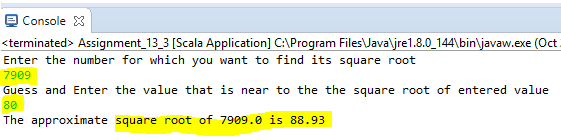 Console
<terminated> Assignment_13_3 [Scala Application] C:\Program Files\Java\jre1.8.0_144\bin\javaw.exe (Oct
Enter the number for which you want to find its square root
7909
Guess and Enter the value that is near to the the square root of entered value
80
The approximate square root of 7909.0 is 88.93